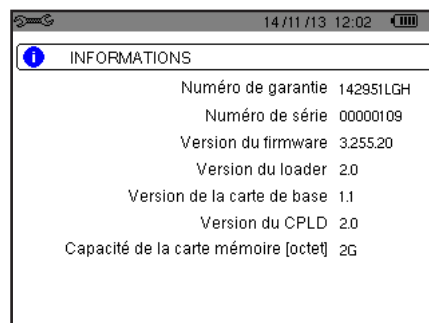 14/11/13 12:02
INFORMATIONS
Numéro de garantie 142951LGH
Numéro de série 00000109
Version du firmware 3.255.20
Version du loader 2.0
Version de la carte de base 1.1
Version du CPLD 2.0
Capacité de la carte mémoire [octet] 2G